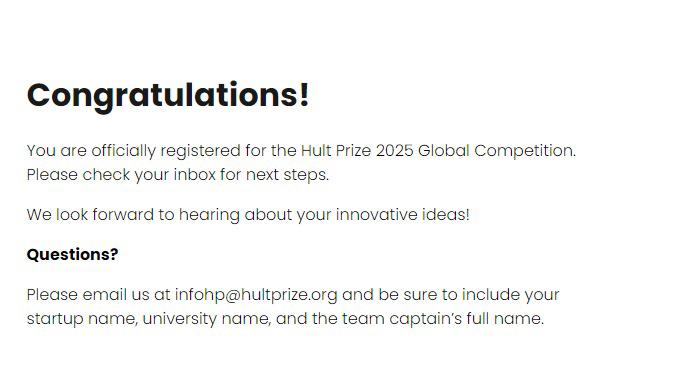 Congratulations!
You are officially registered for the Hult Prize 2025 Global Competition.
Please check your inbox for next steps.
We look forward to hearing about your innovative ideas!
Questions?
Please email us at infohp@hultprize.org and be sure to include your
startup name, university name, and the team captain’s full name.